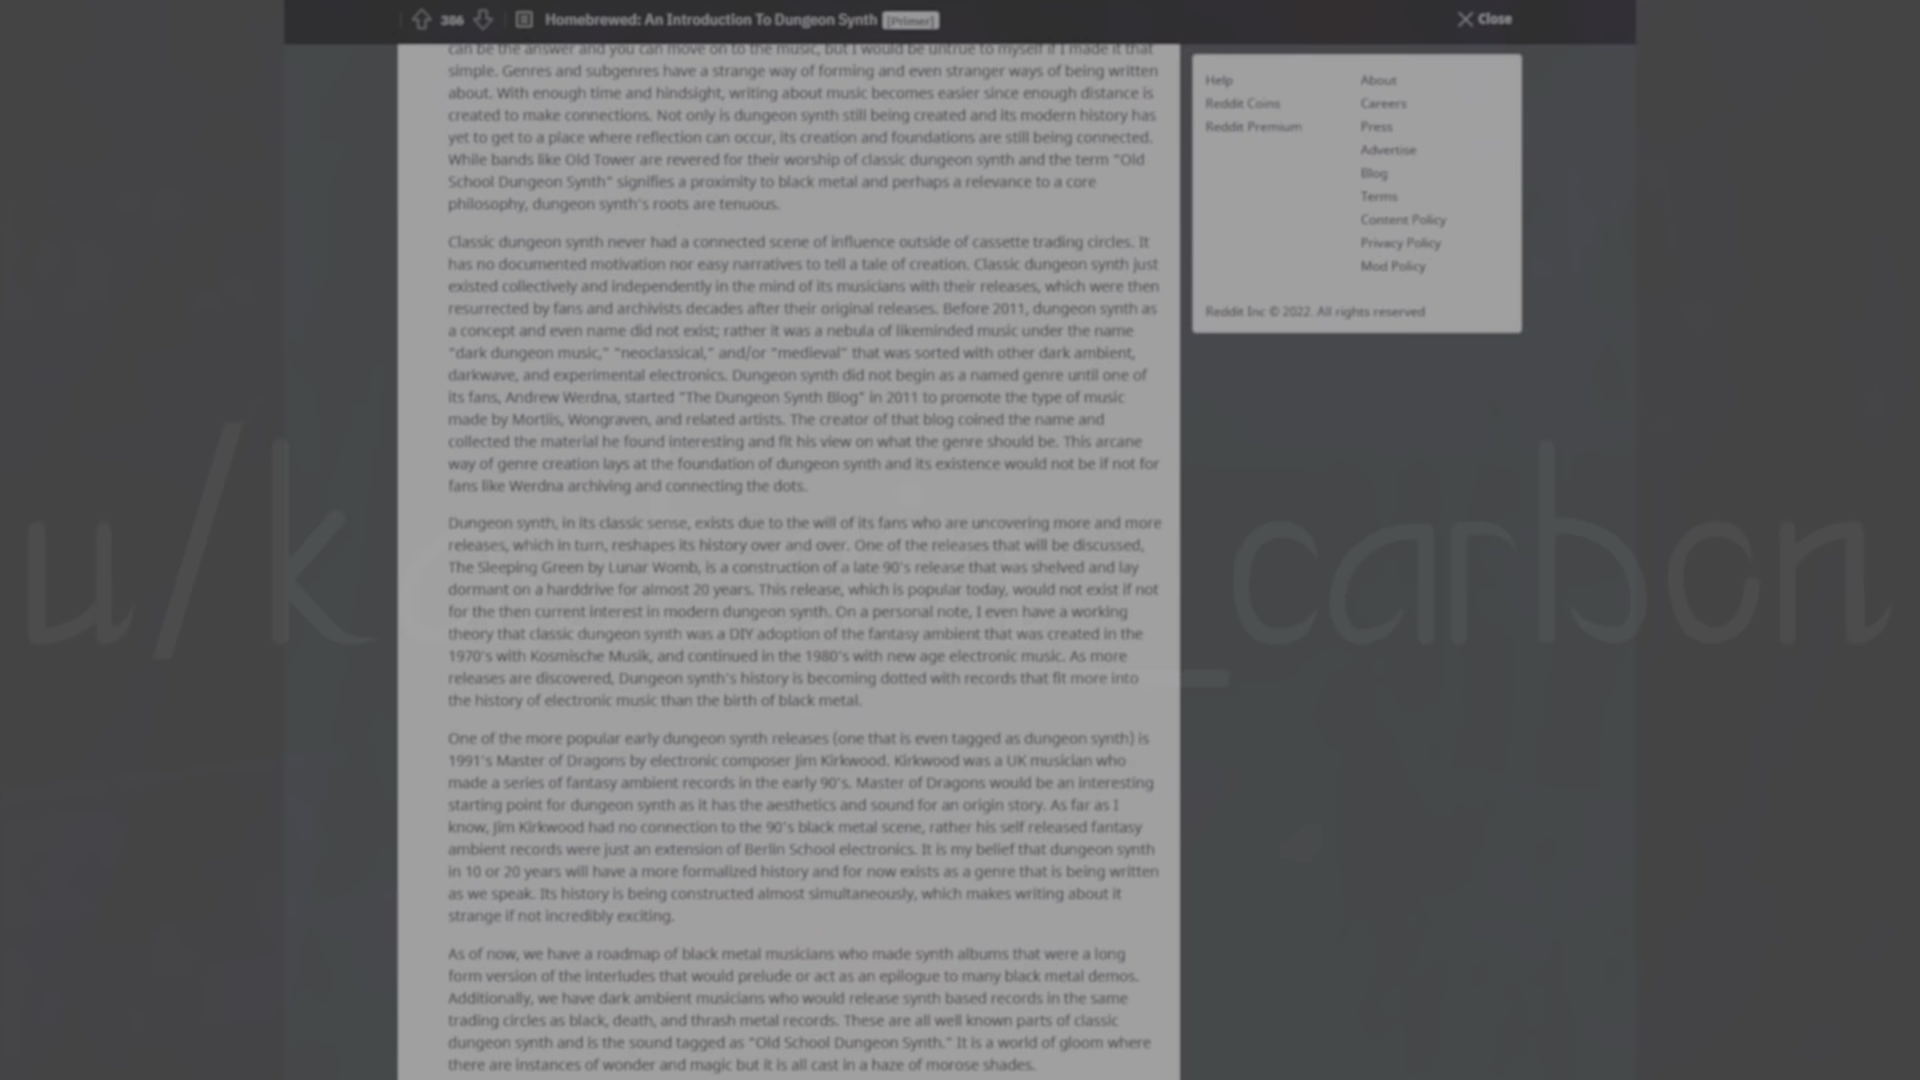 386
Homebrewed: An Introduction To Dungeon Synth [Primer]
Close
can be the answer and you can move on to the music, but I would be untrue to myself if I made it that
simple. Genres and subgenres have a strange way of forming and even stranger ways of being written
about. With enough time and hindsight, writing about music becomes easier since enough distance is
created to make connections. Not only is dungeon synth still being created and its modern history has
yet to get to a place where reflection can occur, its creation and foundations are still being connected.
While bands like Old Tower are revered for their worship of classic dungeon synth and the term "Old
School Dungeon Synth" signifies a proximity to black metal and perhaps a relevance to a core
philosophy, dungeon synth's roots are tenuous.
Classic dungeon synth never had a connected scene of influence outside of cassette trading circles. It
has no documented motivation nor easy narratives to tell a tale of creation. Classic dungeon synth just
existed collectively and independently in the mind of its musicians with their releases, which were then
resurrected by fans and archivists decades after their original releases. Before 2011, dungeon synth as
a concept and even name did not exist; rather it was a nebula of likeminded music under the name
"dark dungeon music," "neoclassical," and/or "medieval" that was sorted with other dark ambient,
darkwave, and experimental electronics. Dungeon synth did not begin as a named genre until one of
its fans, Andrew Werdna, started "The Dungeon Synth Blog" in 2011 to promote the type of music
made by Mortiis, Wongraven, and related artists. The creator of that blog coined the name and
collected the material he found interesting and fit his view on what the genre should be. This arcane
way of genre creation lays at the foundation of dungeon synth and its existence would not be if not for
fans like Werdna archiving and connecting the dots.
Dungeon synth, in its classic sense, exists due to the will of its fans who are uncovering more and more
releases, which in turn, reshapes its history over and over. One of the releases that will be discussed,
The Sleeping Green by Lunar Womb, is a construction of a late 90's release that was shelved and lay
dormant on a harddrive for almost 20 years. This release, which is popular today, would not exist if not
for the then current interest in modern dungeon synth. On a personal note, I even have a working
theory that classic dungeon synth was a DIY adoption of the fantasy ambient that was created in the
1970's with Kosmische Musik, and continued in the 1980's with new age electronic music. As more
releases are discovered, Dungeon synth's history is becoming dotted with records that fit more into
the history of electronic music than the birth of black metal.
One of the more popular early dungeon synth releases (one that is even tagged as dungeon synth) is
1991's Master of Dragons by electronic composer Jim Kirkwood. Kirkwood was a UK musician who
made a series of fantasy ambient records in the early 90's. Master of Dragons would be an interesting
starting point for dungeon synth as it has the aesthetics and sound for an origin story. As far as I
know, Jim Kirkwood had no connection to the 90's black metal scene, rather his self released fantasy
ambient records were just an extension of Berlin School electronics. It is my belief that dungeon synth
in 10 or 20 years will have a more formalized history and for now exists as a genre that is being written
as we speak. Its history is being constructed almost simultaneously, which makes writing about it
strange if not incredibly exciting.
As of now, we have a roadmap of black metal musicians who made synth albums that were a long
form version of the interludes that would prelude or act as an epilogue to many black metal demos.
Additionally, we have dark ambient musicians who would release synth based records in the same
trading circles as black, death, and thrash metal records. These are all well known parts of classic
dungeon synth and is the sound tagged as "Old School Dungeon Synth." It is a world of gloom where
there are instances of wonder and magic but it is all cast in a haze of morose shades.
Help
Reddit Coins
Reddit Premium
About
Careers
Press
Advertise
Blog
Terms
Content Policy
Privacy Policy
Mod Policy
Reddit Inc © 2022. All rights reserved